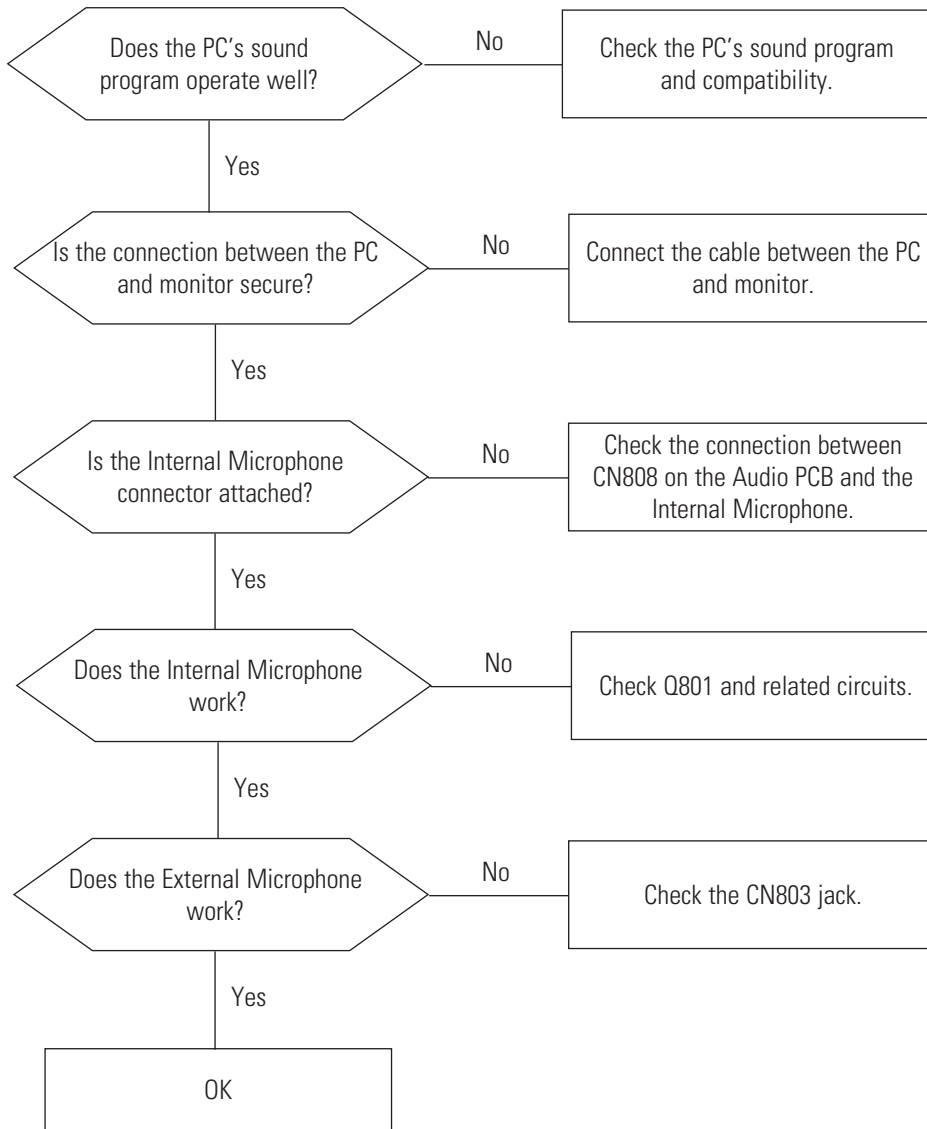 Does the PC’s sound
program operate well?
No
Check the PC’s sound program
and compatibility.
Yes
Is the connection between the PC
and monitor secure?
No
Connect the cable between the PC
and monitor.
Yes
Is the Internal Microphone
connector attached?
No
Check the connection between
CN808 on the Audio PCB and the
Internal Microphone.
Yes
Does the Internal Microphone
work?
No
Check Q801 and related circuits.
Yes
Does the External Microphone
work?
No
Check the CN803 jack.
Yes
OK